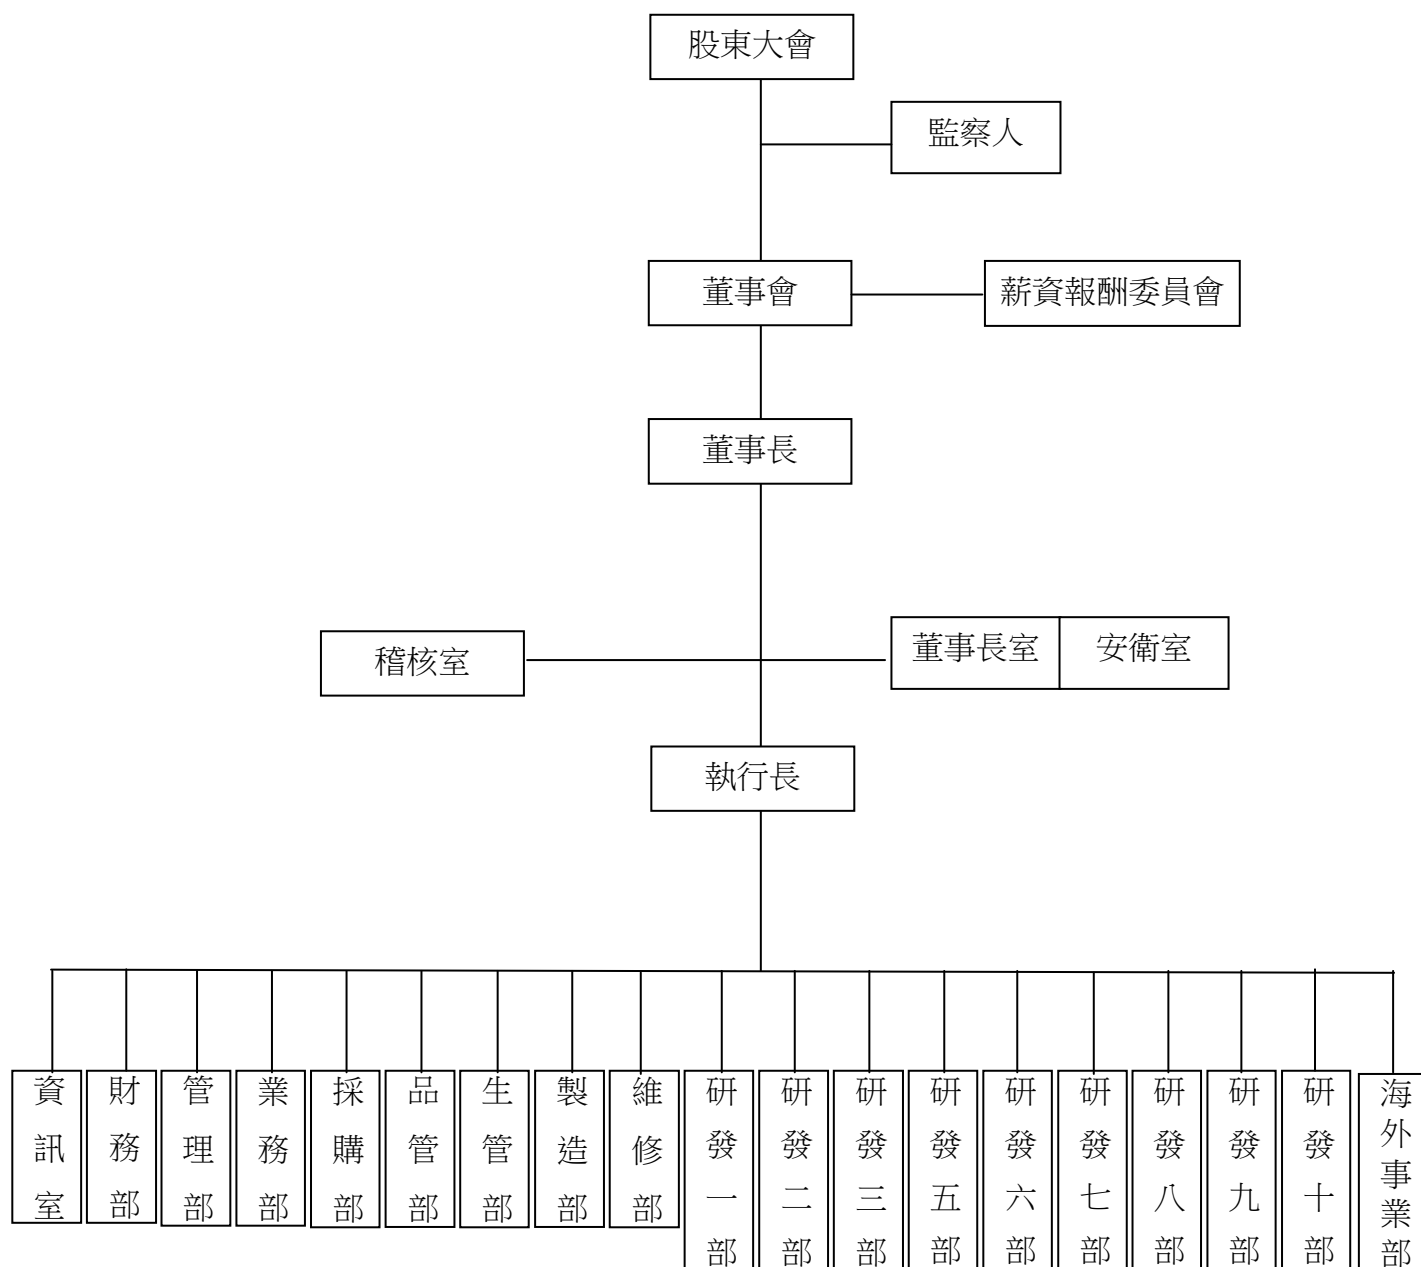 股東大會
監察人
董事會
薪資報酬委員會
董事長
稽核室
董事長室
安衛室
執行長
資訊室
財務部
管理部
業務部
採購部
品管部
生管部
製造部
維修部
研發一部
研發二部
研發三部
研發五部
研發六部
研發七部
研發八部
研發九部
研發十部
海外事業部